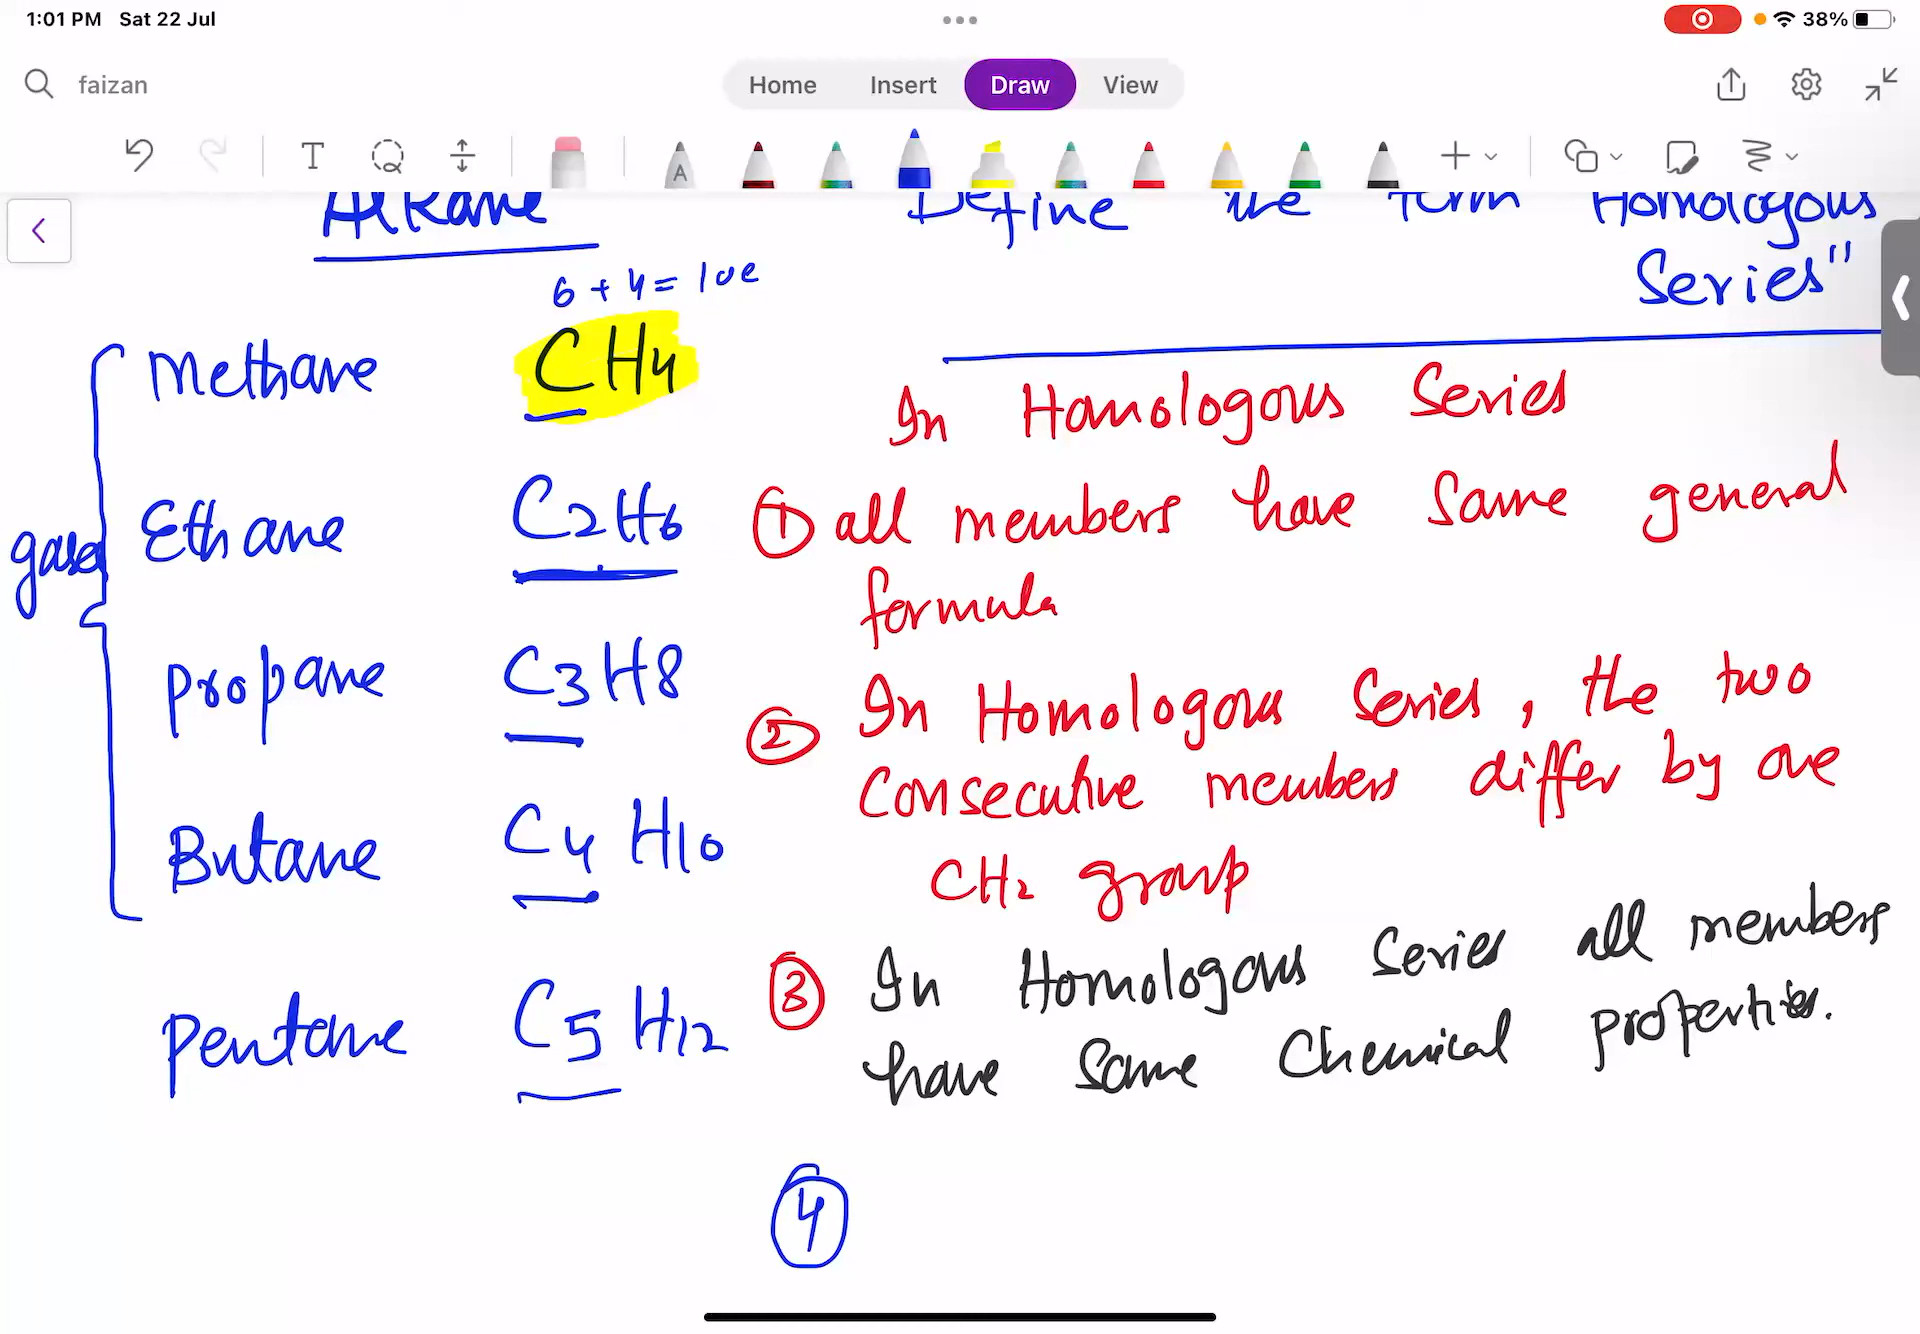 1:01 PM Sat 22 Jul
38%
faizan
Home Insert Draw View
T
A
Alkane
Define the term Homologous
Series"
6 + 4 = 10e
Methane CH4
Ethane C2H6
gases
Propane C3H8
Butane C4H10
Pentane C5H12
In Homologous Series
1 all members have same general
formula
2 In Homologous Series, the two
Consecutive members differ by one
CH2 group
3 In Homologous Series all members
have same Chemical properties.
4